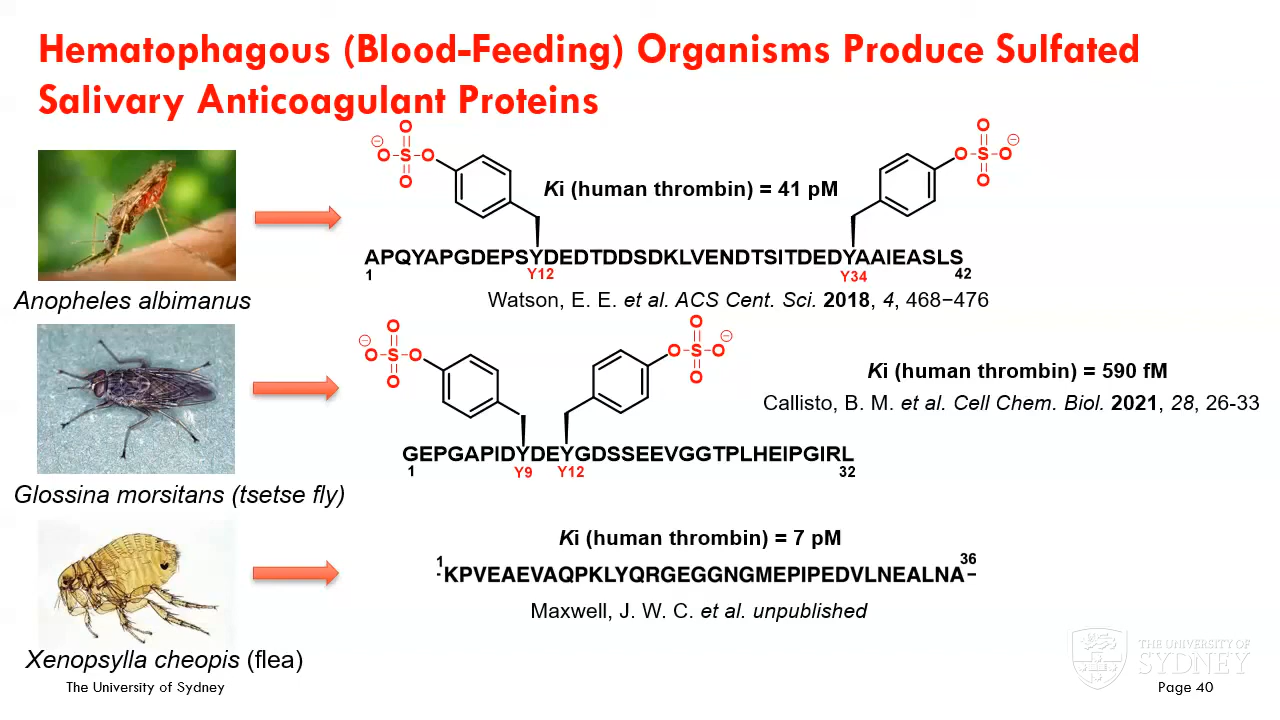 Hematophagous (Blood-Feeding) Organisms Produce Sulfated
Salivary Anticoagulant Proteins
⊖
O
O-S-O
O
Ki (human thrombin) = 41 pM
O
O-S-O
⊖
O
APQYAPGDEPSYDEDTDDSDKLVENDTSITDEDYAAIEASLS
1
Y12
Y34
42
Anopheles albimanus
Watson, E. E. et al. ACS Cent. Sci. 2018, 4, 468−476
⊖
O
O-S-O
O
O
O-S-O
⊖
O
Ki (human thrombin) = 590 fM
Callisto, B. M. et al. Cell Chem. Biol. 2021, 28, 26-33
GEPGAPIDYDEYGDSSEEVGGTPLHEIPGIRL
1
Y9
Y12
32
Glossina morsitans (tsetse fly)
Ki (human thrombin) = 7 pM
1
36
KPVEAEVAQPKLYQRGEGGNGMEPIPEDVLNEALNA
Maxwell, J. W. C. et al. unpublished
Xenopsylla cheopis (flea)
THE UNIVERSITY OF
SYDNEY
The University of Sydney
Page 40